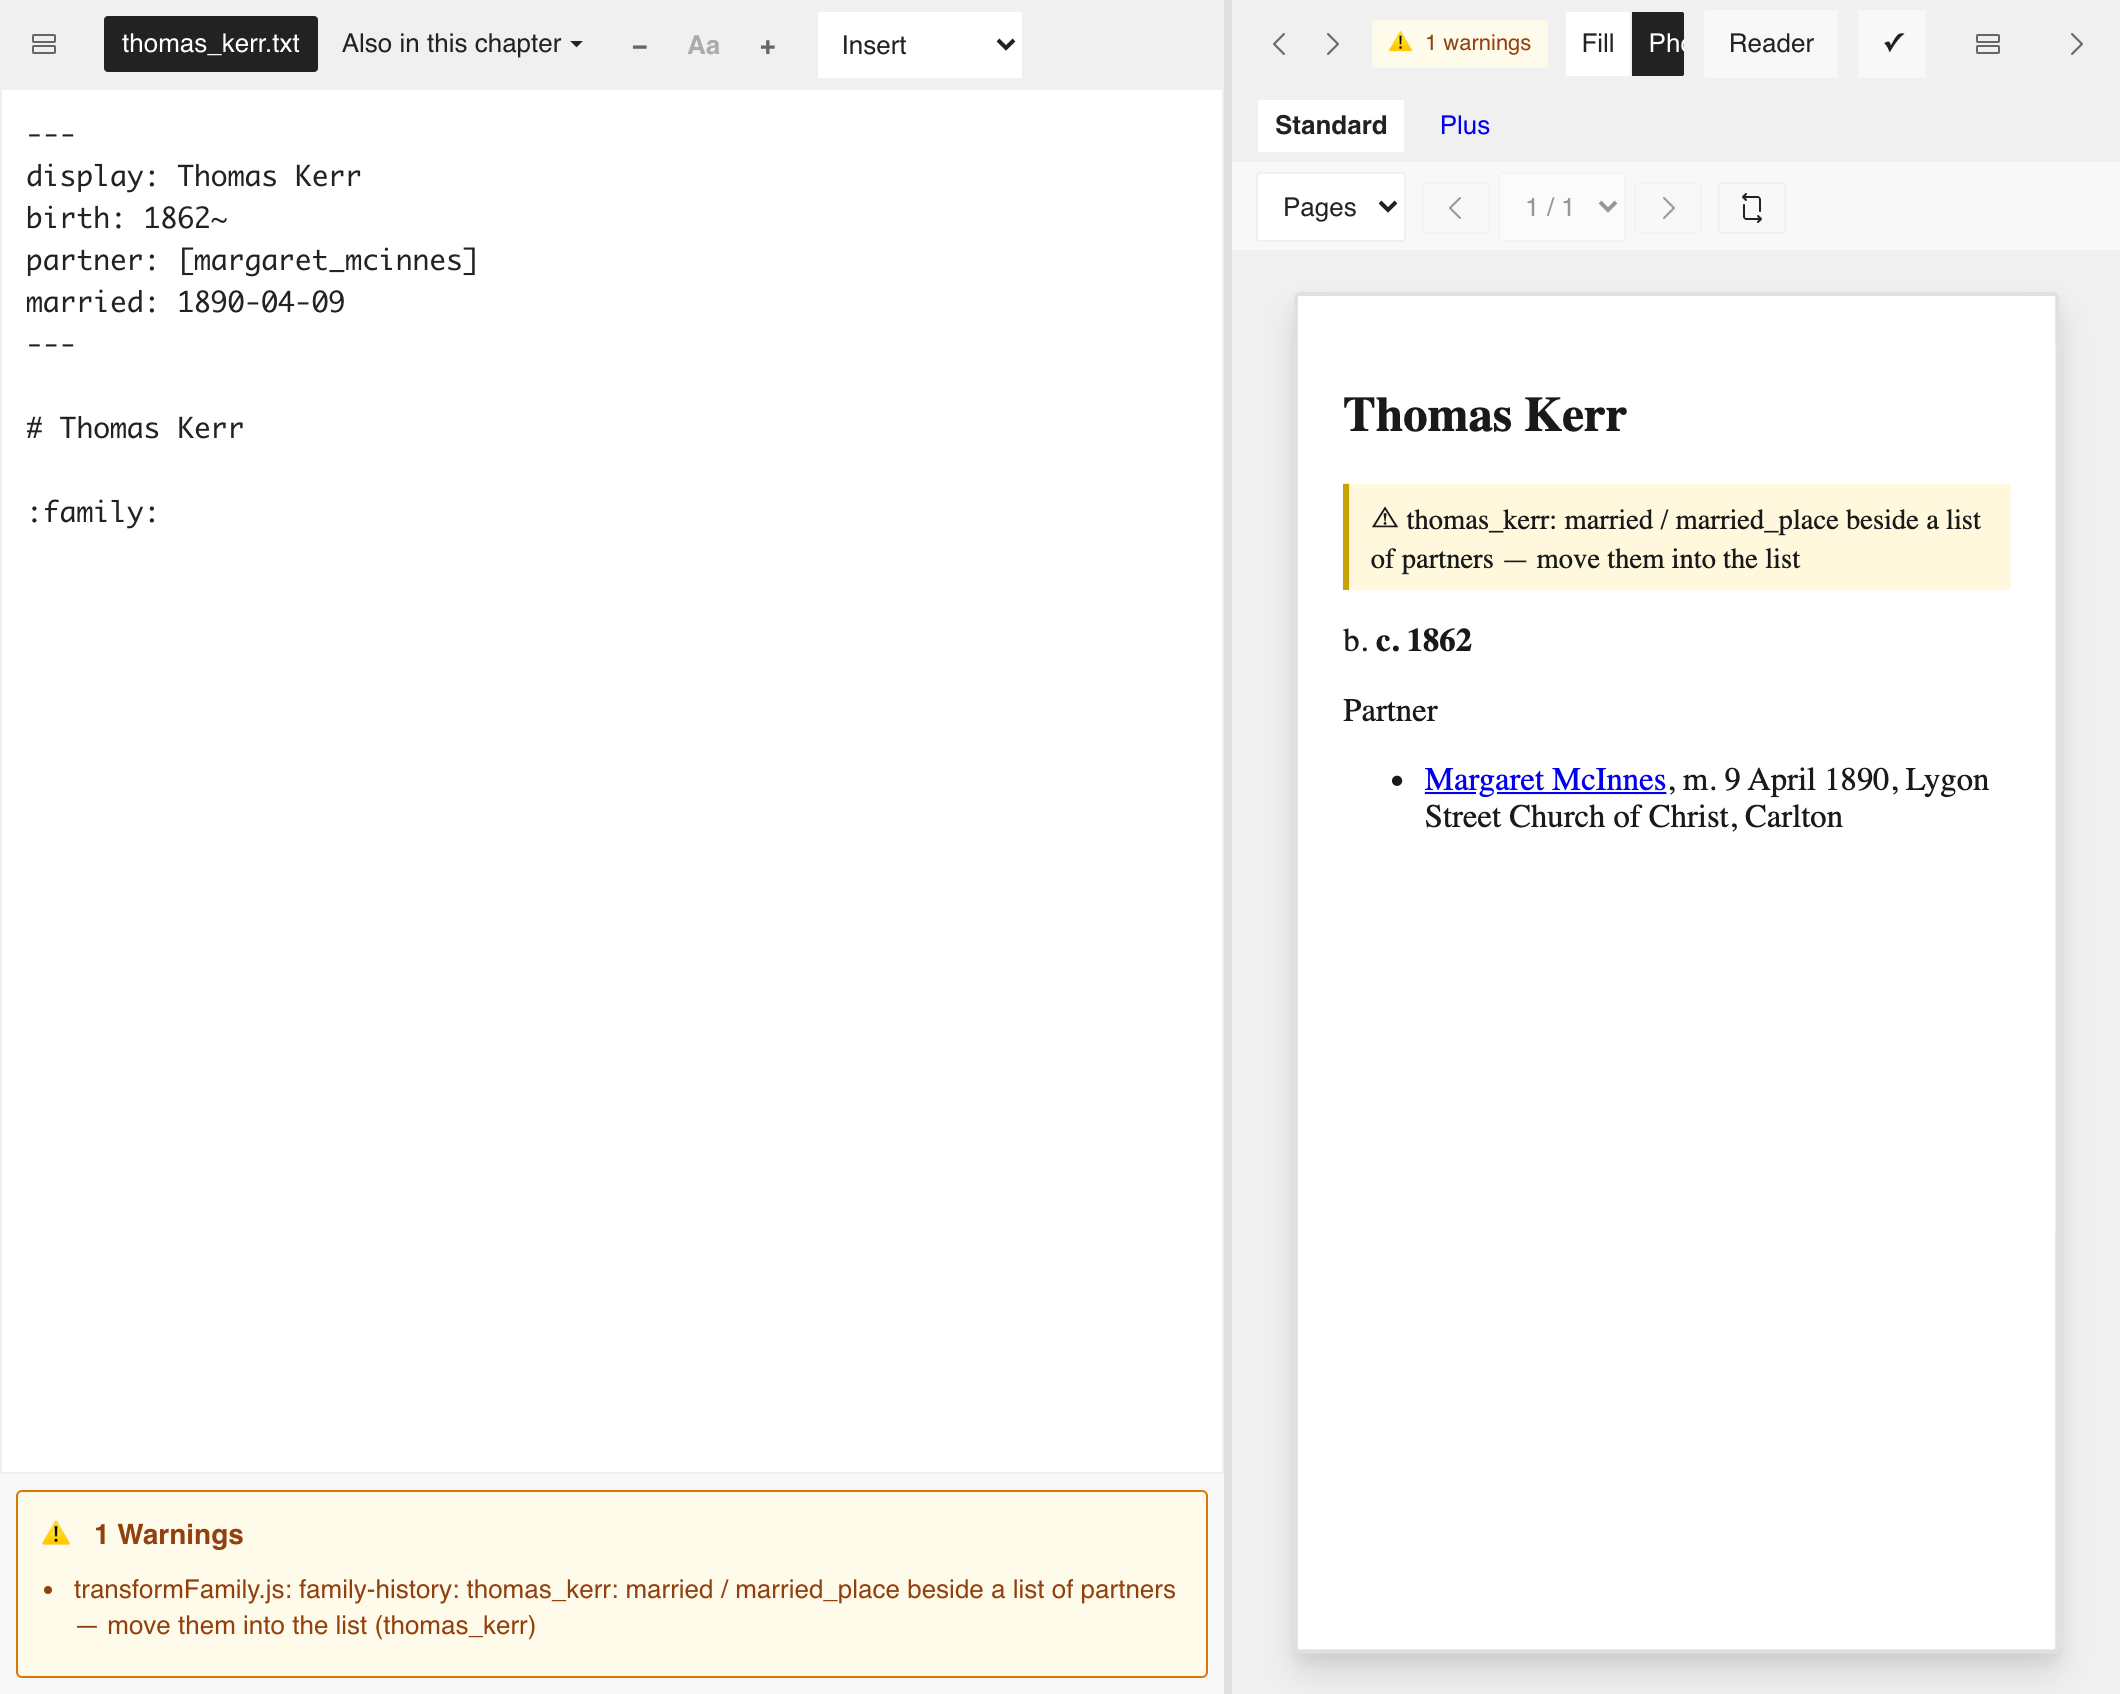 thomas_kerr.txt Also in this chapter – Aa + Insert
---
display: Thomas Kerr
birth: 1862~
partner: [margaret_mcinnes]
married: 1890-04-09
---
# Thomas Kerr
:family:
⚠ 1 Warnings
• transformFamily.js: family-history: thomas_kerr: married / married_place beside a list of partners
— move them into the list (thomas_kerr)
⚠ 1 warnings Fill Pho Reader ✓
Standard Plus
Pages 1 / 1
Thomas Kerr
⚠ thomas_kerr: married / married_place beside a list
of partners — move them into the list
b. c. 1862
Partner
• Margaret McInnes, m. 9 April 1890, Lygon
Street Church of Christ, Carlton